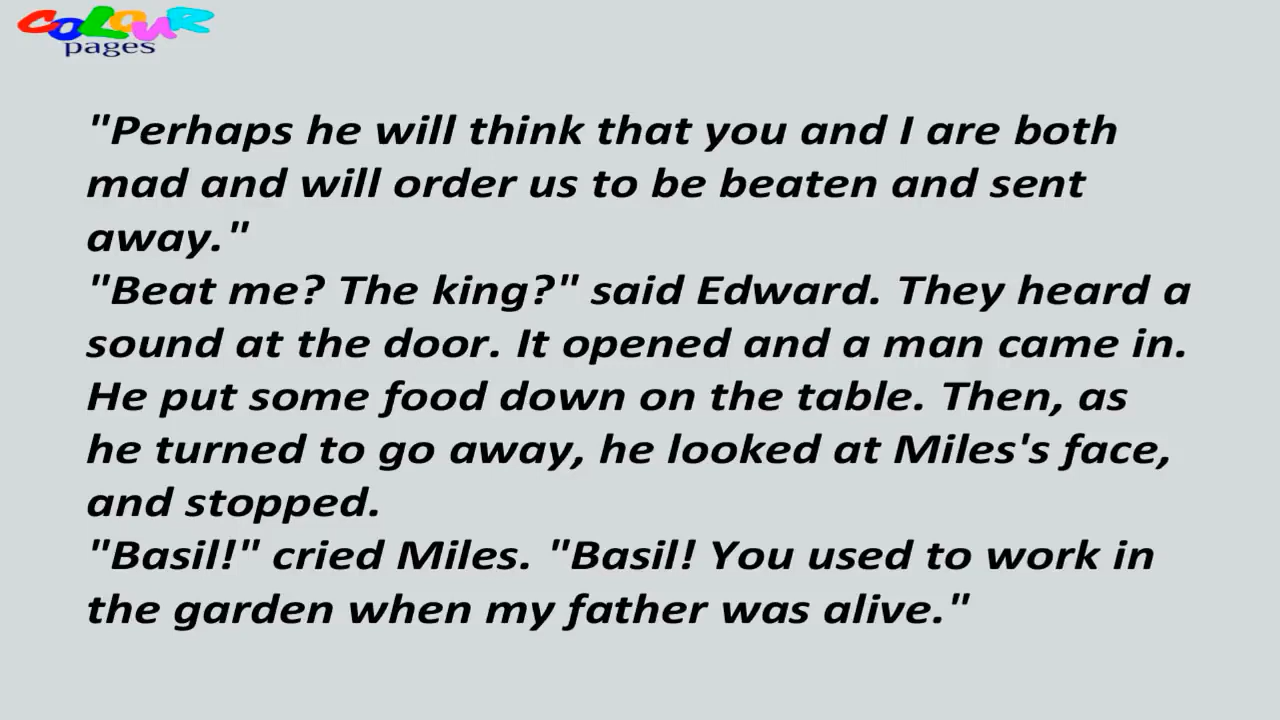 COLOUR
pages
"Perhaps he will think that you and I are both
mad and will order us to be beaten and sent
away."
"Beat me? The king?" said Edward. They heard a
sound at the door. It opened and a man came in.
He put some food down on the table. Then, as
he turned to go away, he looked at Miles's face,
and stopped.
"Basil!" cried Miles. "Basil! You used to work in
the garden when my father was alive."